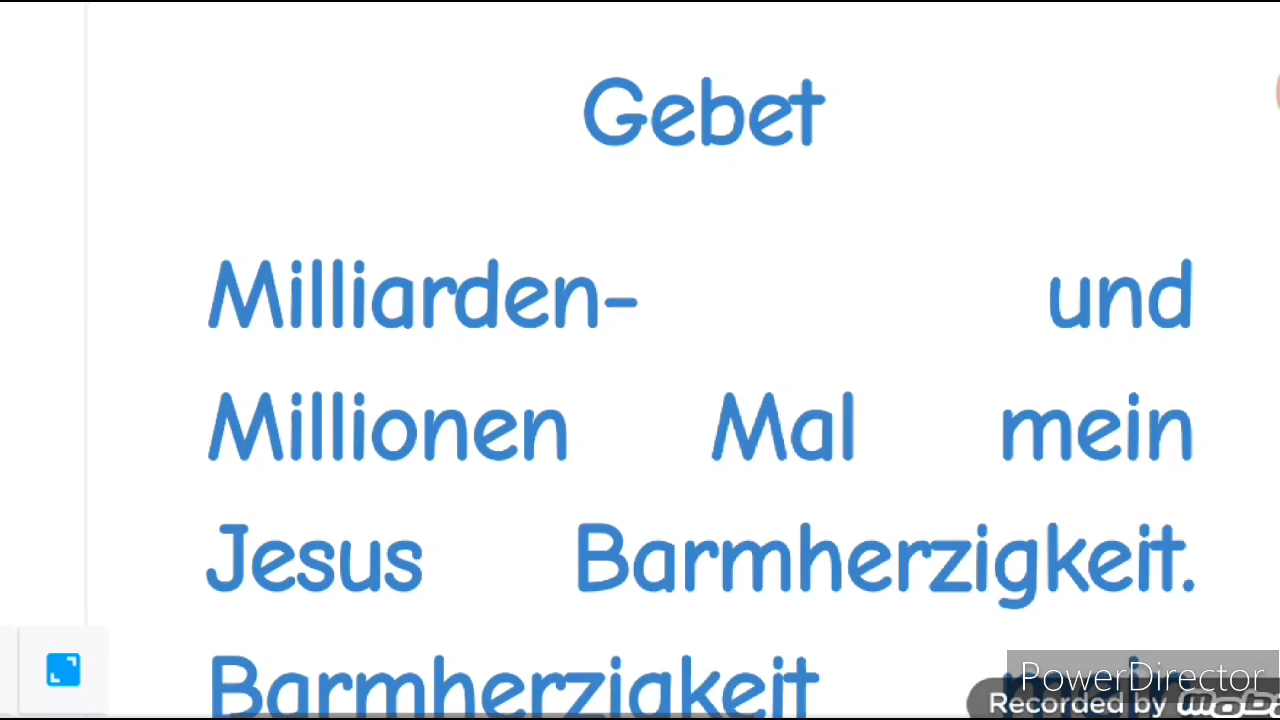 Gebet
Milliarden- und
Millionen Mal mein
Jesus Barmherzigkeit.
Barmherzigkeit
PowerDirector
Recorded by